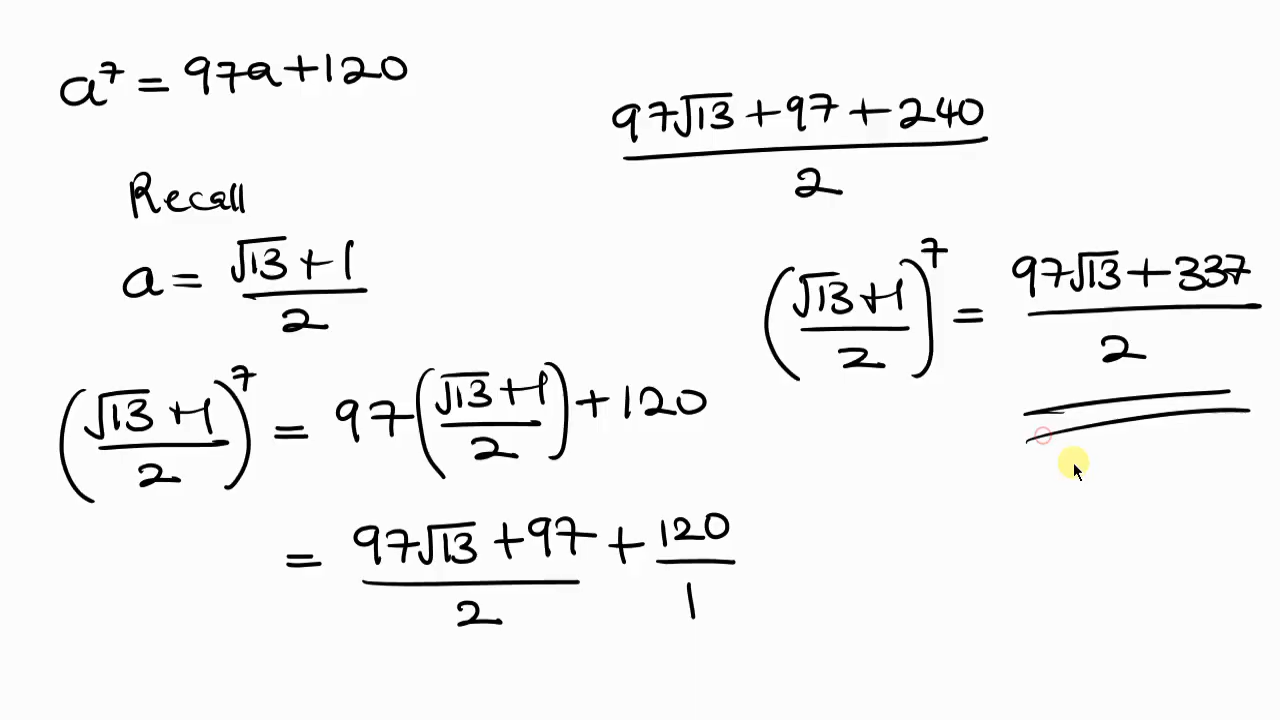 a⁷ = 97a+120
Recall
a = (√13 + 1)/2
((√13 + 1)/2)⁷ = 97((√13 + 1)/2) + 120
= (97√13 + 97)/2 + 120/1
(97√13 + 97 + 240)/2
((√13 + 1)/2)⁷ = (97√13 + 337)/2